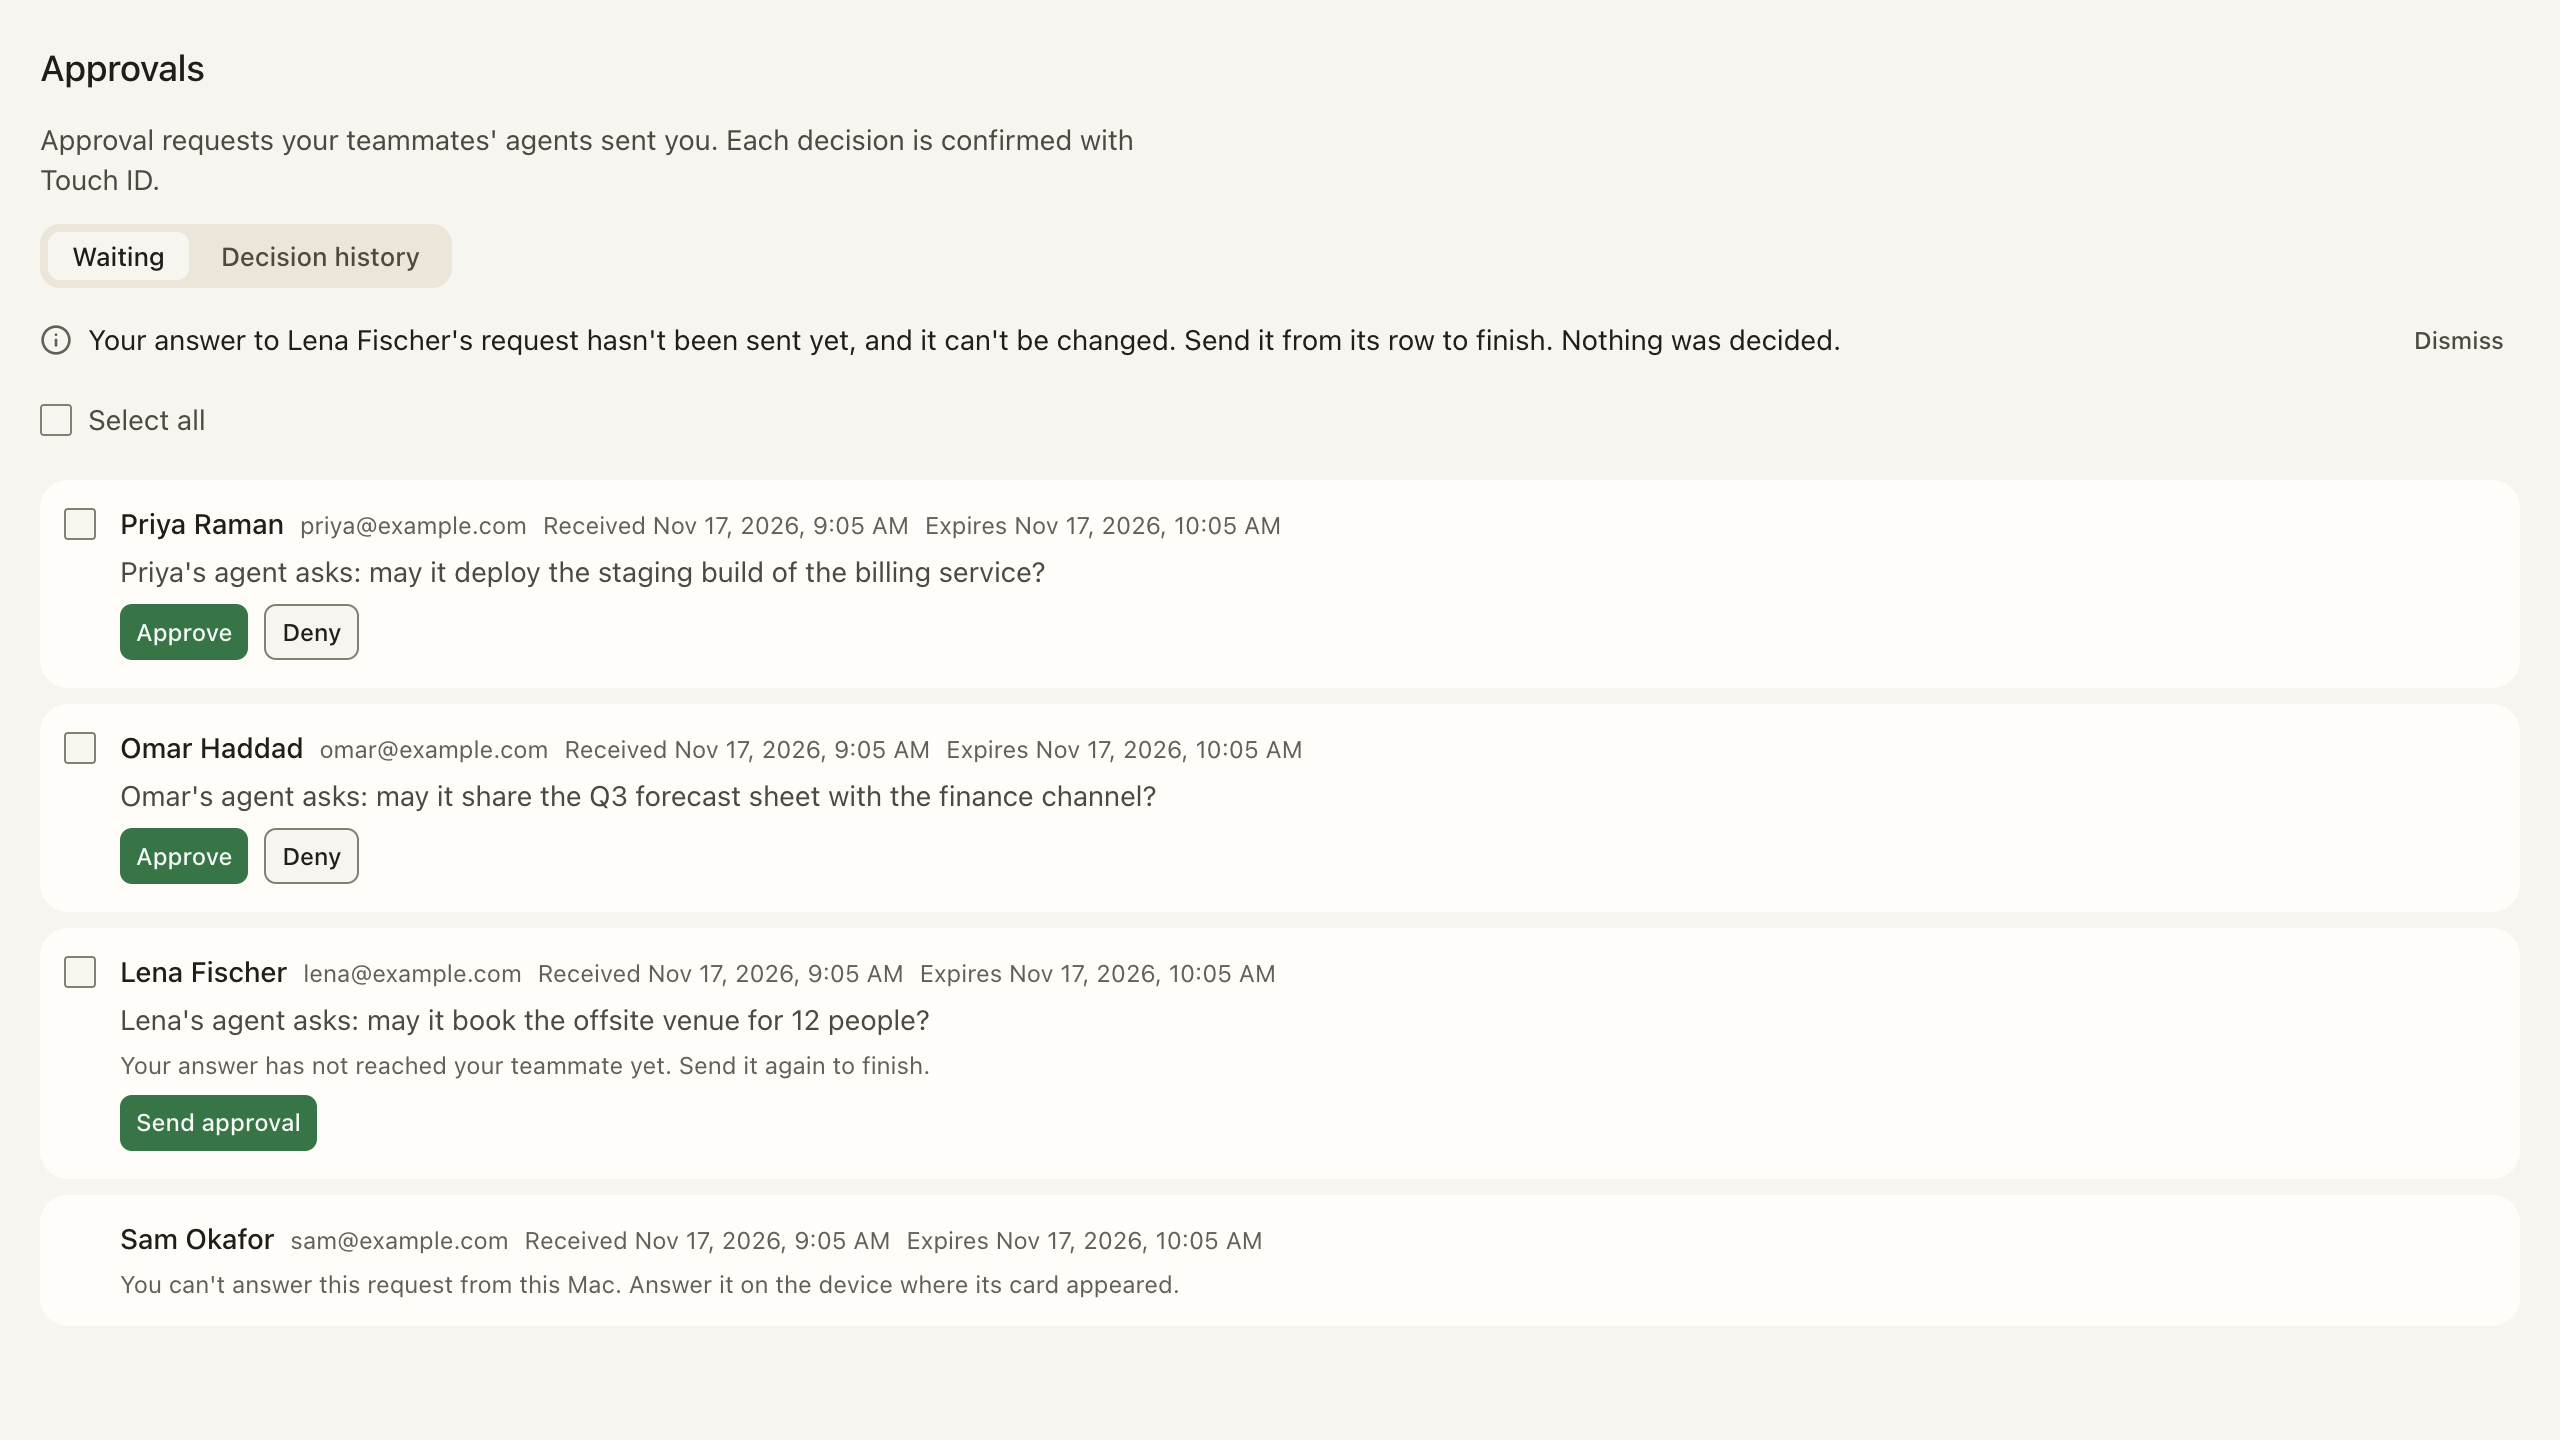 Approvals
Approval requests your teammates' agents sent you. Each decision is confirmed with
Touch ID.
Waiting Decision history
Your answer to Lena Fischer's request hasn't been sent yet, and it can't be changed. Send it from its row to finish. Nothing was decided. Dismiss
Select all
Priya Raman priya@example.com Received Nov 17, 2026, 9:05 AM Expires Nov 17, 2026, 10:05 AM
Priya's agent asks: may it deploy the staging build of the billing service?
Approve Deny
Omar Haddad omar@example.com Received Nov 17, 2026, 9:05 AM Expires Nov 17, 2026, 10:05 AM
Omar's agent asks: may it share the Q3 forecast sheet with the finance channel?
Approve Deny
Lena Fischer lena@example.com Received Nov 17, 2026, 9:05 AM Expires Nov 17, 2026, 10:05 AM
Lena's agent asks: may it book the offsite venue for 12 people?
Your answer has not reached your teammate yet. Send it again to finish.
Send approval
Sam Okafor sam@example.com Received Nov 17, 2026, 9:05 AM Expires Nov 17, 2026, 10:05 AM
You can't answer this request from this Mac. Answer it on the device where its card appeared.